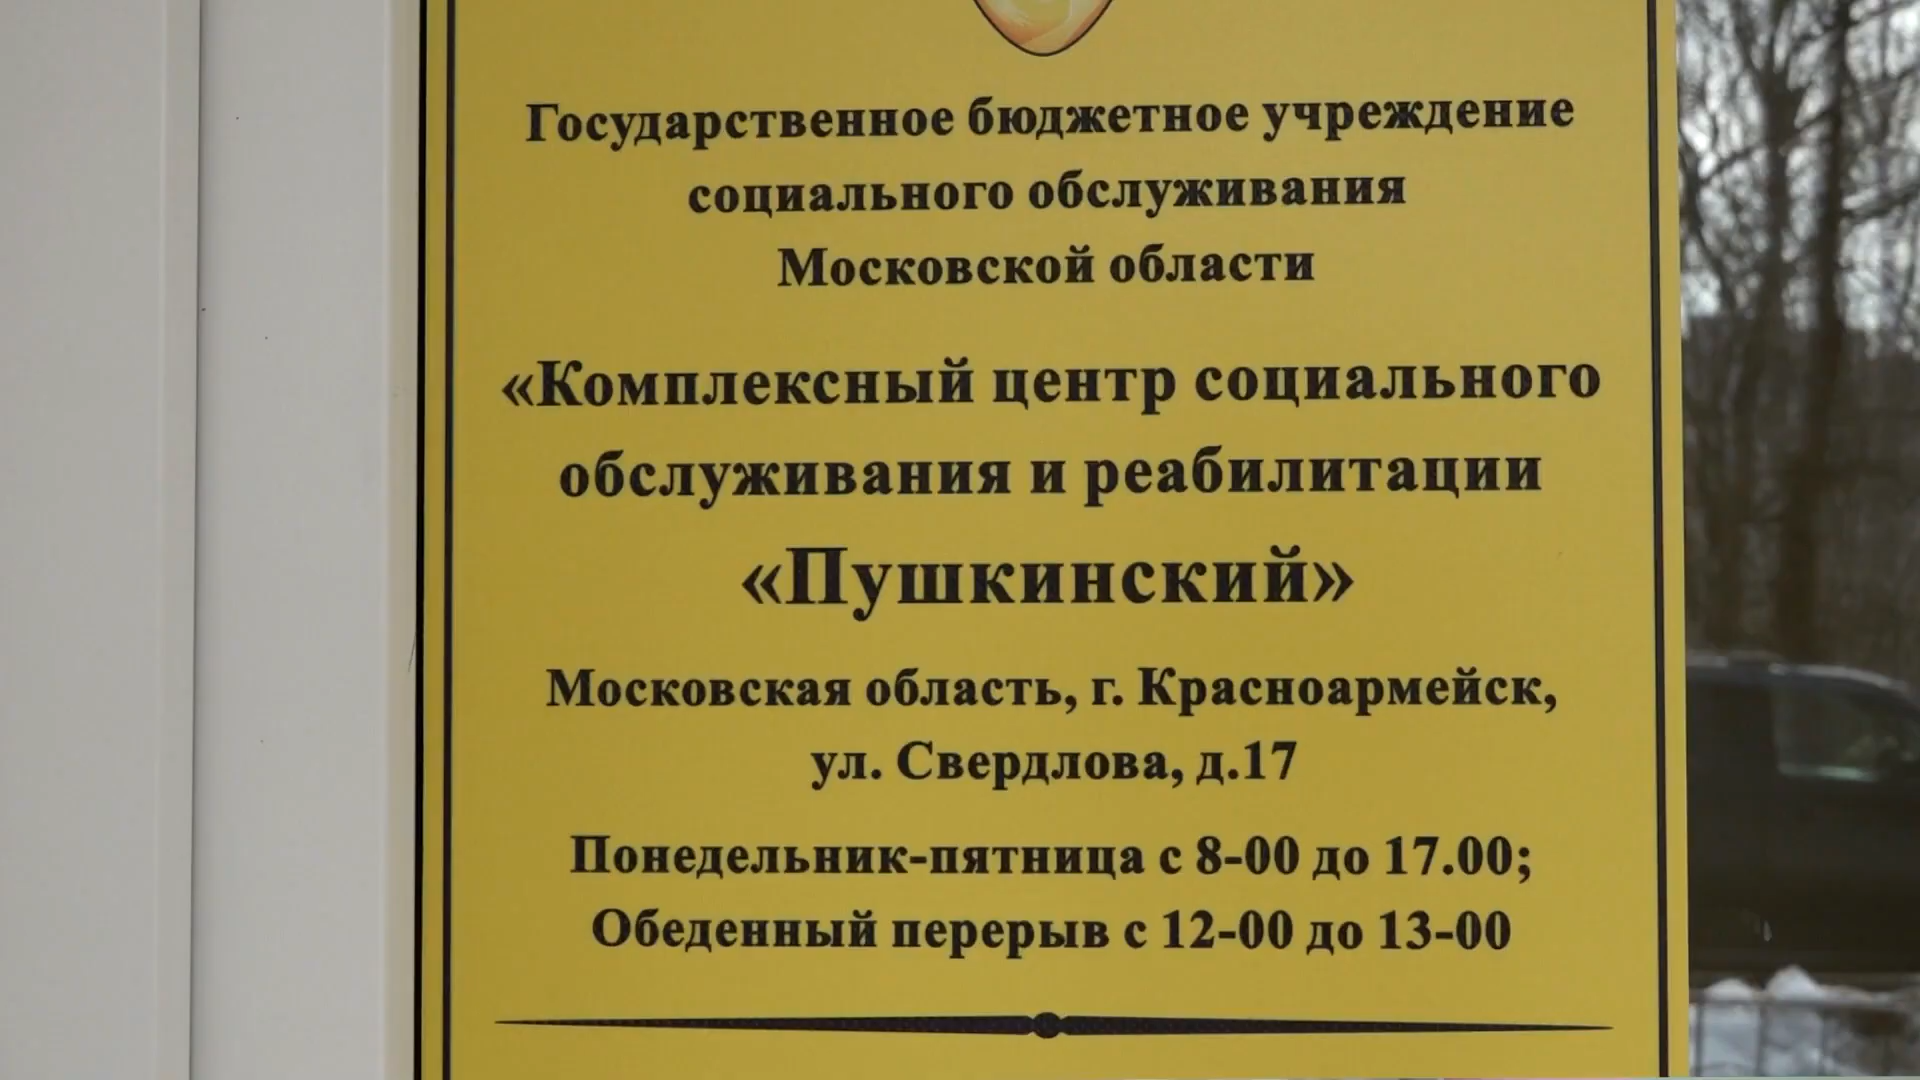 Государственное бюджетное учреждение
социального обслуживания
Московской области
«Комплексный центр социального
обслуживания и реабилитации
«Пушкинский»
Московская область, г. Красноармейск,
ул. Свердлова, д.17
Понедельник-пятница с 8-00 до 17.00;
Обеденный перерыв с 12-00 до 13-00